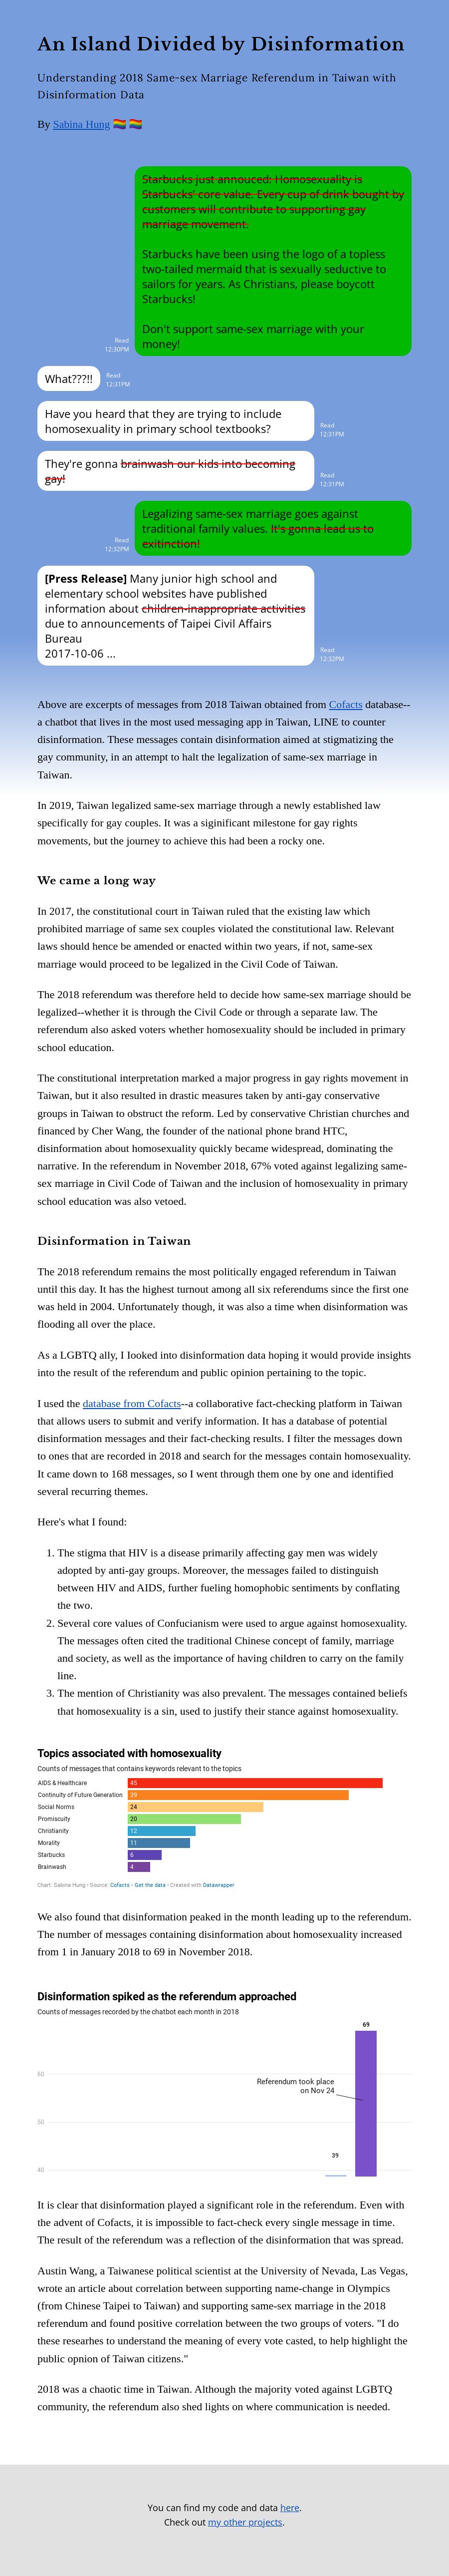 An Island Divided by Disinformation
Understanding 2018 Same-sex Marriage Referendum in Taiwan with
Disinformation Data
By Sabina Hung 🏳️‍🌈 🏳️‍🌈
Starbucks just annouced: Homosexuality is
Starbucks' core value. Every cup of drink bought by
customers will contribute to supporting gay
marriage movement.
Starbucks have been using the logo of a topless
two-tailed mermaid that is sexually seductive to
sailors for years. As Christians, please boycott
Starbucks!
Don't support same-sex marriage with your
money!
Read
12:30PM
What???!!
Read
12:31PM
Have you heard that they are trying to include
homosexuality in primary school textbooks?
Read
12:31PM
They're gonna brainwash our kids into becoming
gay!
Read
12:31PM
Legalizing same-sex marriage goes against
traditional family values. It's gonna lead us to
exitinction!
Read
12:32PM
[Press Release] Many junior high school and
elementary school websites have published
information about children-inappropriate activities
due to announcements of Taipei Civil Affairs
Bureau
2017-10-06 ...
Read
12:32PM
Above are excerpts of messages from 2018 Taiwan obtained from Cofacts database--
a chatbot that lives in the most used messaging app in Taiwan, LINE to counter
disinformation. These messages contain disinformation aimed at stigmatizing the
gay community, in an attempt to halt the legalization of same-sex marriage in
Taiwan.
In 2019, Taiwan legalized same-sex marriage through a newly established law
specifically for gay couples. It was a siginificant milestone for gay rights
movements, but the journey to achieve this had been a rocky one.
We came a long way
In 2017, the constitutional court in Taiwan ruled that the existing law which
prohibited marriage of same sex couples violated the constitutional law. Relevant
laws should hence be amended or enacted within two years, if not, same-sex
marriage would proceed to be legalized in the Civil Code of Taiwan.
The 2018 referendum was therefore held to decide how same-sex marriage should be
legalized--whether it is through the Civil Code or through a separate law. The
referendum also asked voters whether homosexuality should be included in primary
school education.
The constitutional interpretation marked a major progress in gay rights movement in
Taiwan, but it also resulted in drastic measures taken by anti-gay conservative
groups in Taiwan to obstruct the reform. Led by conservative Christian churches and
financed by Cher Wang, the founder of the national phone brand HTC,
disinformation about homosexuality quickly became widespread, dominating the
narrative. In the referendum in November 2018, 67% voted against legalizing same-
sex marriage in Civil Code of Taiwan and the inclusion of homosexuality in primary
school education was also vetoed.
Disinformation in Taiwan
The 2018 referendum remains the most politically engaged referendum in Taiwan
until this day. It has the highest turnout among all six referendums since the first one
was held in 2004. Unfortunately though, it was also a time when disinformation was
flooding all over the place.
As a LGBTQ ally, I looked into disinformation data hoping it would provide insights
into the result of the referendum and public opinion pertaining to the topic.
I used the database from Cofacts--a collaborative fact-checking platform in Taiwan
that allows users to submit and verify information. It has a database of potential
disinformation messages and their fact-checking results. I filter the messages down
to ones that are recorded in 2018 and search for the messages contain homosexuality.
It came down to 168 messages, so I went through them one by one and identified
several recurring themes.
Here's what I found:
1. The stigma that HIV is a disease primarily affecting gay men was widely
adopted by anti-gay groups. Moreover, the messages failed to distinguish
between HIV and AIDS, further fueling homophobic sentiments by conflating
the two.
2. Several core values of Confucianism were used to argue against homosexuality.
The messages often cited the traditional Chinese concept of family, marriage
and society, as well as the importance of having children to carry on the family
line.
3. The mention of Christianity was also prevalent. The messages contained beliefs
that homosexuality is a sin, used to justify their stance against homosexuality.
Topics associated with homosexuality
Counts of messages that contains keywords relevant to the topics
AIDS & Healthcare 45
Continuity of Future Generation 39
Social Norms 24
Promiscuity 20
Christianity 12
Morality 11
Starbucks 6
Brainwash 4
Chart: Sabina Hung • Source: Cofacts • Get the data • Created with Datawrapper
We also found that disinformation peaked in the month leading up to the referendum.
The number of messages containing disinformation about homosexuality increased
from 1 in January 2018 to 69 in November 2018.
Disinformation spiked as the referendum approached
Counts of messages recorded by the chatbot each month in 2018
69
60
Referendum took place
on Nov 24
50
39
40
It is clear that disinformation played a significant role in the referendum. Even with
the advent of Cofacts, it is impossible to fact-check every single message in time.
The result of the referendum was a reflection of the disinformation that was spread.
Austin Wang, a Taiwanese political scientist at the University of Nevada, Las Vegas,
wrote an article about correlation between supporting name-change in Olympics
(from Chinese Taipei to Taiwan) and supporting same-sex marriage in the 2018
referendum and found positive correlation between the two groups of voters. "I do
these researhes to understand the meaning of every vote casted, to help highlight the
public opnion of Taiwan citizens."
2018 was a chaotic time in Taiwan. Although the majority voted against LGBTQ
community, the referendum also shed lights on where communication is needed.
You can find my code and data here.
Check out my other projects.